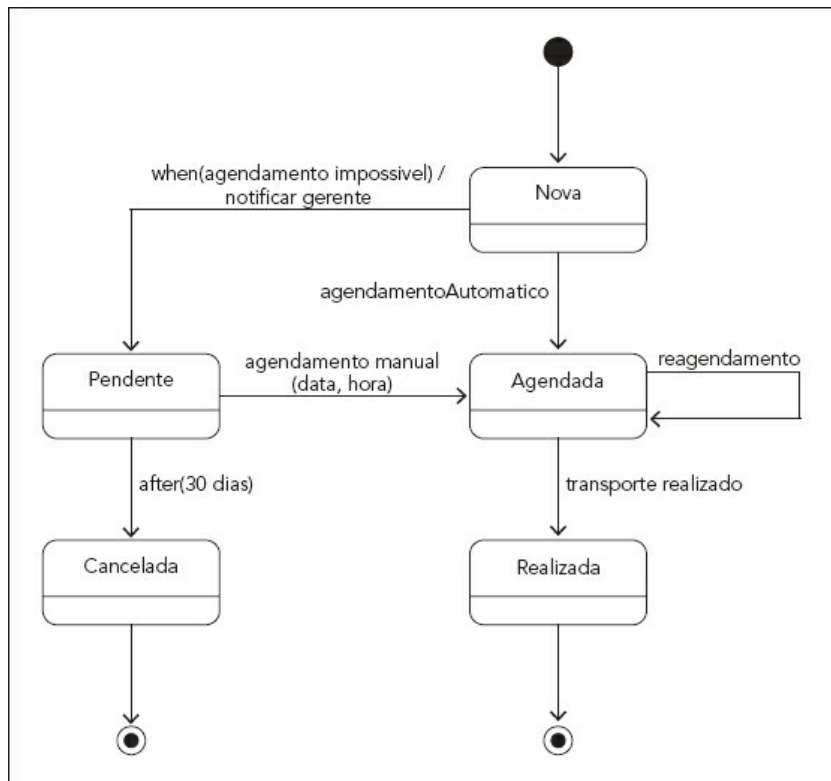 when(agendamento impossivel) /
notificar gerente
Nova
agendamentoAutomatico
Pendente
agendamento manual
(data, hora)
Agendada
reagendamento
after(30 dias)
transporte realizado
Cancelada
Realizada